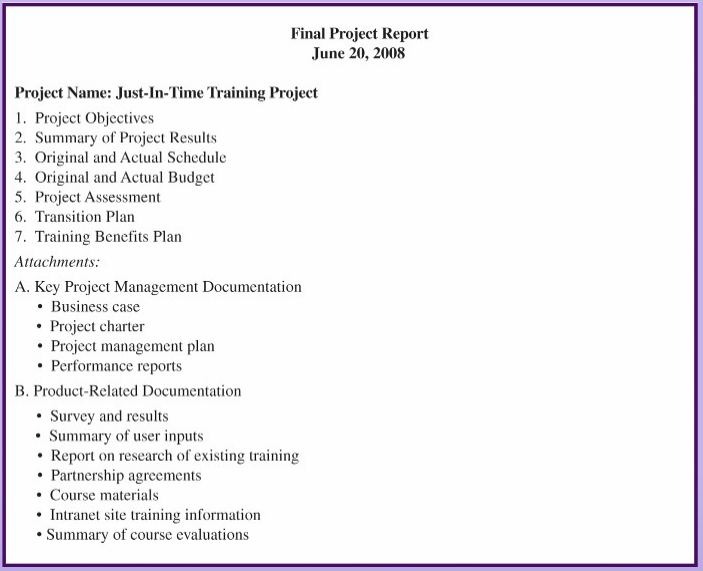 Final Project Report
June 20, 2008
Project Name: Just-In-Time Training Project
1. Project Objectives
2. Summary of Project Results
3. Original and Actual Schedule
4. Original and Actual Budget
5. Project Assessment
6. Transition Plan
7. Training Benefits Plan
Attachments:
A. Key Project Management Documentation
• Business case
• Project charter
• Project management plan
• Performance reports
B. Product-Related Documentation
• Survey and results
• Summary of user inputs
• Report on research of existing training
• Partnership agreements
• Course materials
• Intranet site training information
• Summary of course evaluations